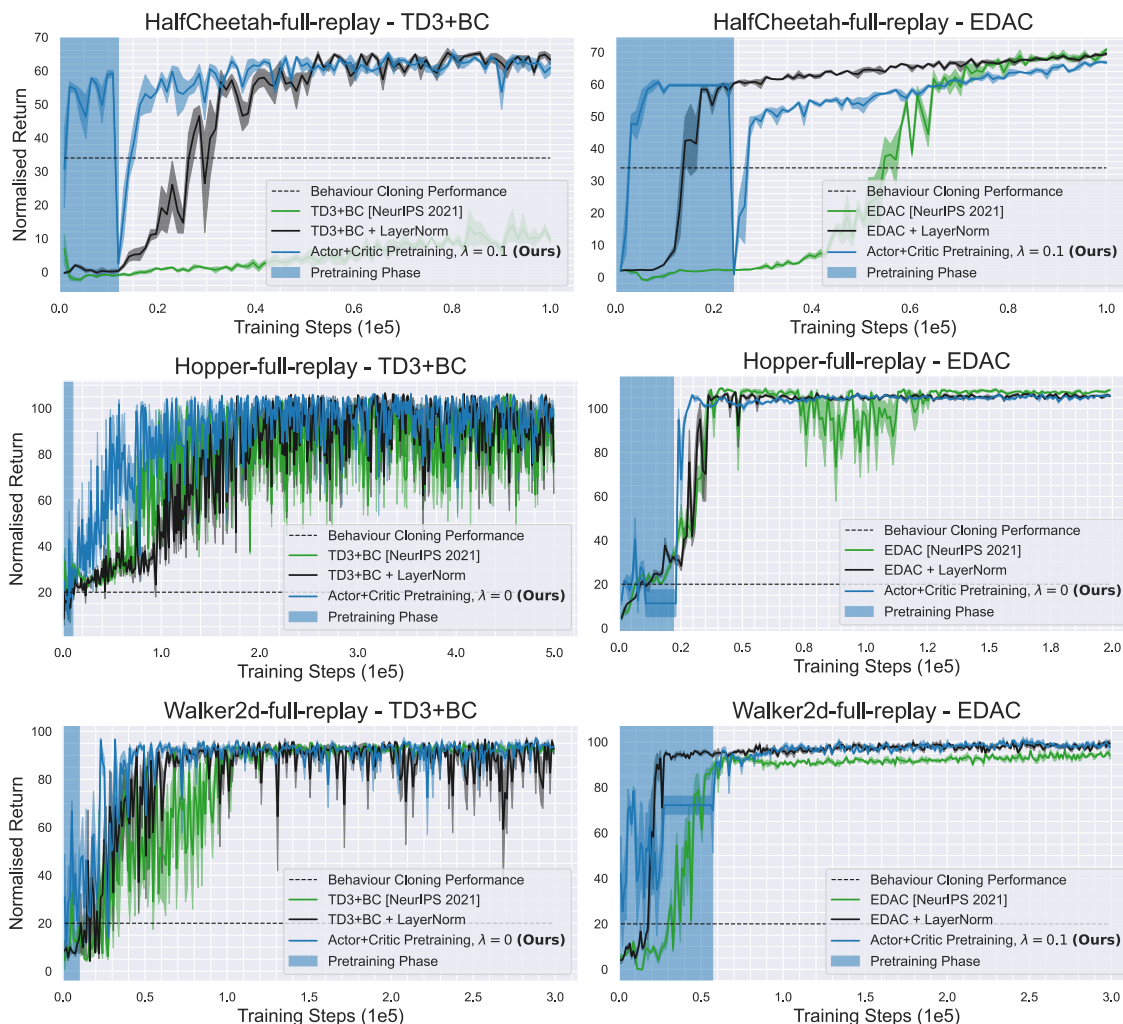 HalfCheetah-full-replay - TD3+BC
70
60
50
40
30
20
10
0
Normalised Return
Behaviour Cloning Performance
TD3+BC [NeurIPS 2021]
TD3+BC + LayerNorm
Actor+Critic Pretraining, λ = 0.1 (Ours)
Pretraining Phase
0.0 0.2 0.4 0.6 0.8 1.0
Training Steps (1e5)
HalfCheetah-full-replay - EDAC
70
60
50
40
30
20
10
0
Behaviour Cloning Performance
EDAC [NeurIPS 2021]
EDAC + LayerNorm
Actor+Critic Pretraining, λ = 0.1 (Ours)
Pretraining Phase
0.0 0.2 0.4 0.6 0.8 1.0
Training Steps (1e5)
Hopper-full-replay - TD3+BC
100
80
60
40
20
0
Normalised Return
Behaviour Cloning Performance
TD3+BC [NeurIPS 2021]
TD3+BC + LayerNorm
Actor+Critic Pretraining, λ = 0 (Ours)
Pretraining Phase
0.0 1.0 2.0 3.0 4.0 5.0
Training Steps (1e5)
Hopper-full-replay - EDAC
100
80
60
40
20
0
Behaviour Cloning Performance
EDAC [NeurIPS 2021]
EDAC + LayerNorm
Actor+Critic Pretraining, λ = 0 (Ours)
Pretraining Phase
0.0 0.2 0.5 0.8 1.0 1.2 1.5 1.8 2.0
Training Steps (1e5)
Walker2d-full-replay - TD3+BC
100
80
60
40
20
0
Normalised Return
Behaviour Cloning Performance
TD3+BC [NeurIPS 2021]
TD3+BC + LayerNorm
Actor+Critic Pretraining, λ = 0 (Ours)
Pretraining Phase
0.0 0.5 1.0 1.5 2.0 2.5 3.0
Training Steps (1e5)
Walker2d-full-replay - EDAC
100
80
60
40
20
0
Behaviour Cloning Performance
EDAC [NeurIPS 2021]
EDAC + LayerNorm
Actor+Critic Pretraining, λ = 0.1 (Ours)
Pretraining Phase
0.0 0.5 1.0 1.5 2.0 2.5 3.0
Training Steps (1e5)